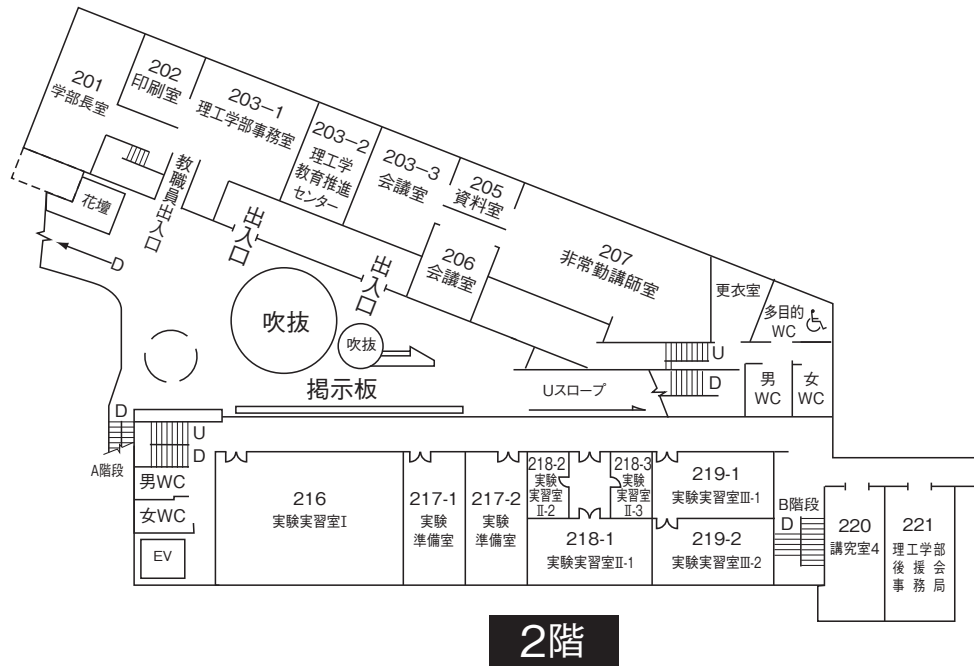 201
学部長室
202
印刷室
203−1
理工学部事務室
203−2
理工学
教育推進
センター
203−3
会議室
205
資料室
206
会議室
207
非常勤講師室
更衣室
多目的
WC
花壇
教職員出入口
出入口
出入口
D
吹抜
吹抜
掲示板
Uスロープ
U
D
男
WC
女
WC
D
A階段
U
D
男WC
女WC
EV
216
実験実習室Ⅰ
217-1
実験
準備室
217-2
実験
準備室
218-2
実験
実習室
Ⅱ-2
218-3
実験
実習室
Ⅱ-3
218-1
実験実習室Ⅱ-1
219-1
実験実習室Ⅲ-1
219-2
実験実習室Ⅲ-2
B階段
D
220
講究室4
221
理工学部
後援会
事務局
2階